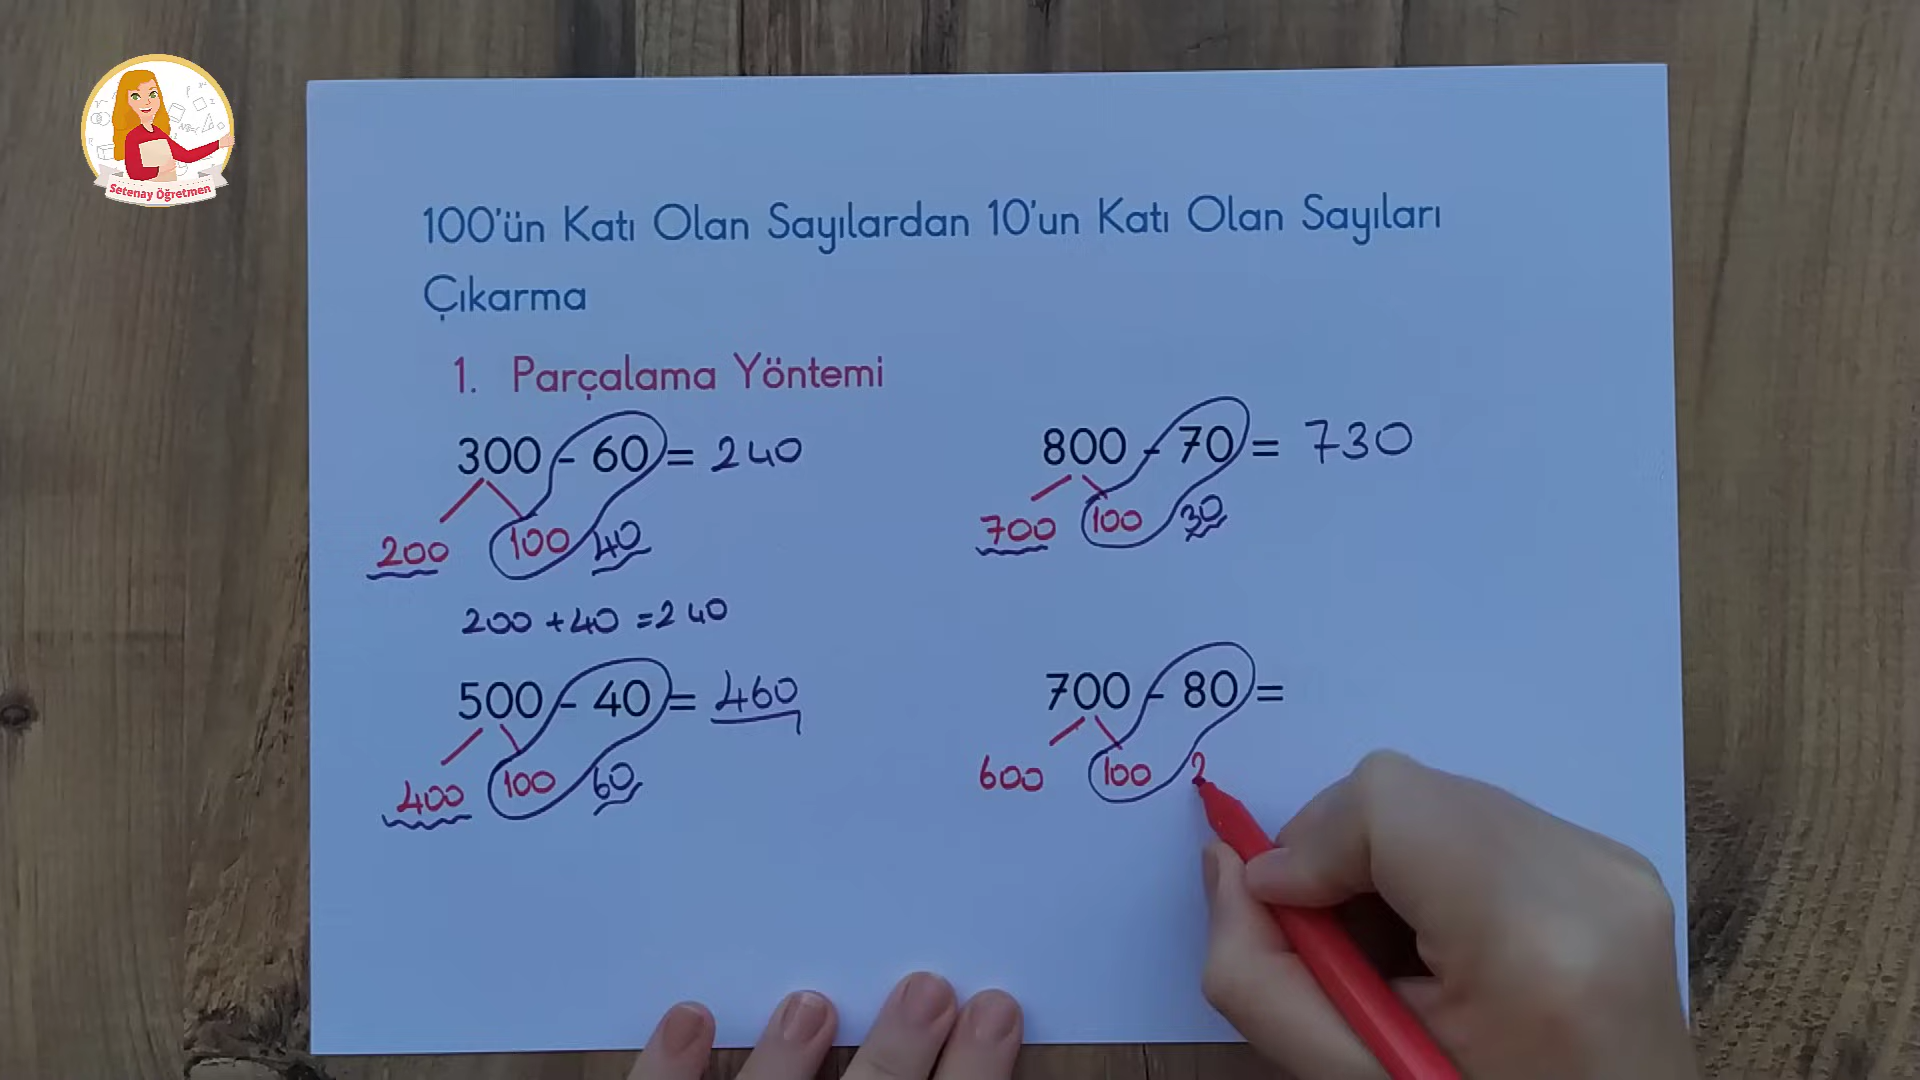 Setenay Öğretmen
100'ün Katı Olan Sayılardan 10'un Katı Olan Sayıları
Çıkarma
1. Parçalama Yöntemi
300 - 60 = 240
200 100 40
200 + 40 = 240
500 - 40 = 460
400 100 60
800 - 70 = 730
700 100 30
700 - 80 =
600 100 2